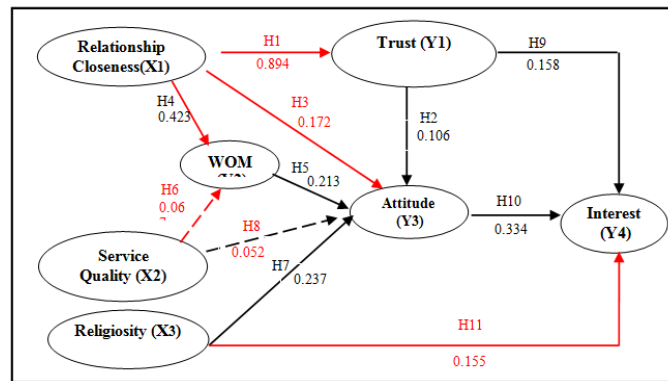 Relationship
Closeness(X1)
H1
0.894
Trust (Y1)
H9
0.158
H4
0.423
H3
0.172
H2
0.106
WOM
H5
0.213
H6
0.06
Attitude
(Y3)
H10
0.334
Interest
(Y4)
Service
Quality (X2)
H8
0.052
H7
0.237
Religiosity (X3)
H11
0.155